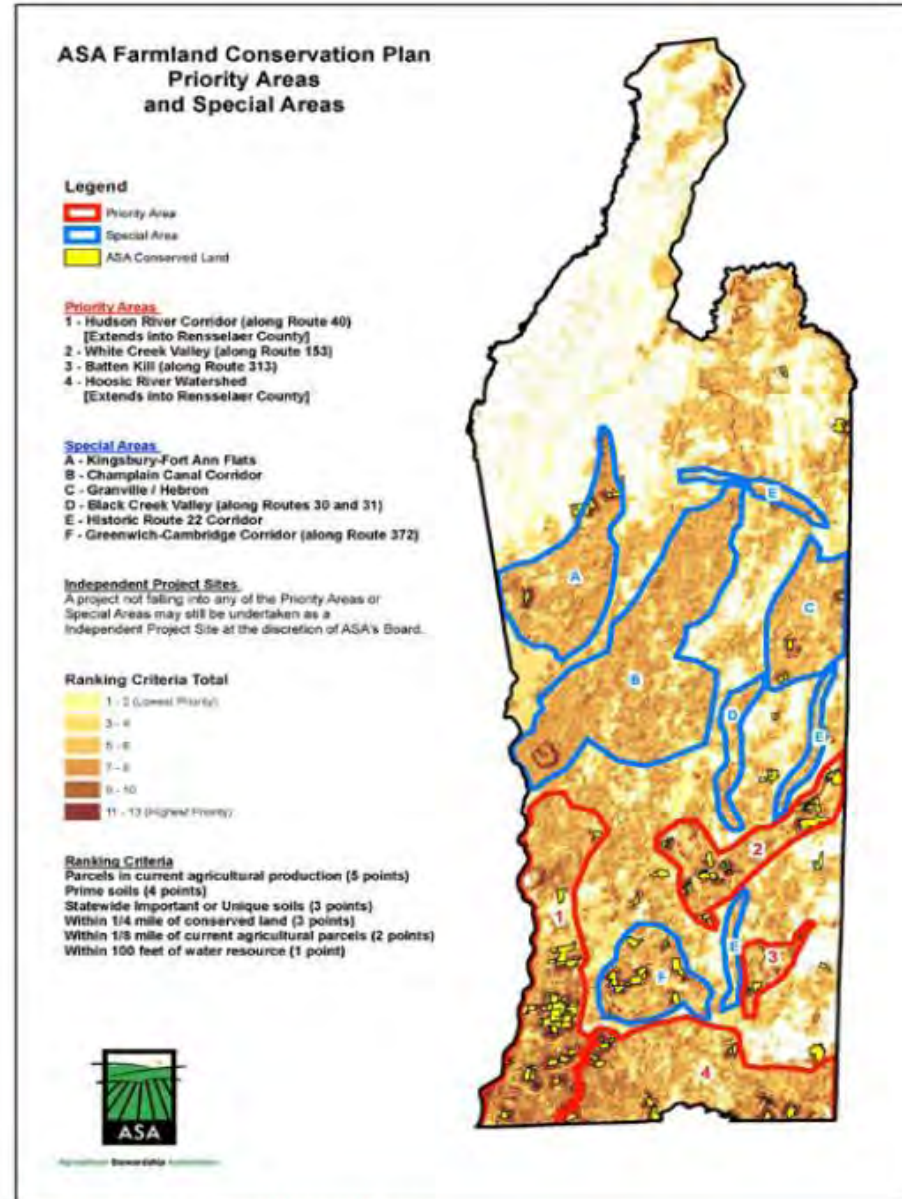 ASA Farmland Conservation Plan
Priority Areas
and Special Areas
Legend
Priority Area
Special Area
ASA Conserved Land
Priority Areas
1 - Hudson River Corridor (along Route 40)
[Extends into Rensselaer County]
2 - White Creek Valley (along Route 153)
3 - Batten Kill (along Route 313)
4 - Hoosic River Watershed
[Extends into Rensselaer County]
Special Areas
A - Kingsbury-Fort Ann Flats
B - Champlain Canal Corridor
C - Granville / Hebron
D - Black Creek Valley (along Routes 30 and 31)
E - Historic Route 22 Corridor
F - Greenwich-Cambridge Corridor (along Route 372)
Independent Project Sites
A project not falling into any of the Priority Areas or
Special Areas may still be undertaken as a
Independent Project Site at the discretion of ASA's Board.
Ranking Criteria Total
1 - 2 (Lowest Priority)
3 - 4
5 - 6
7 - 8
9 - 10
11 - 13 (Highest Priority)
Ranking Criteria
Parcels in current agricultural production (5 points)
Prime soils (4 points)
Statewide Important or Unique soils (3 points)
Within 1/4 mile of conserved land (3 points)
Within 1/8 mile of current agricultural parcels (2 points)
Within 100 feet of water resource (1 point)
ASA
Agricultural Stewardship Association
E
A
C
B
D
E
2
1
E
3
F
4